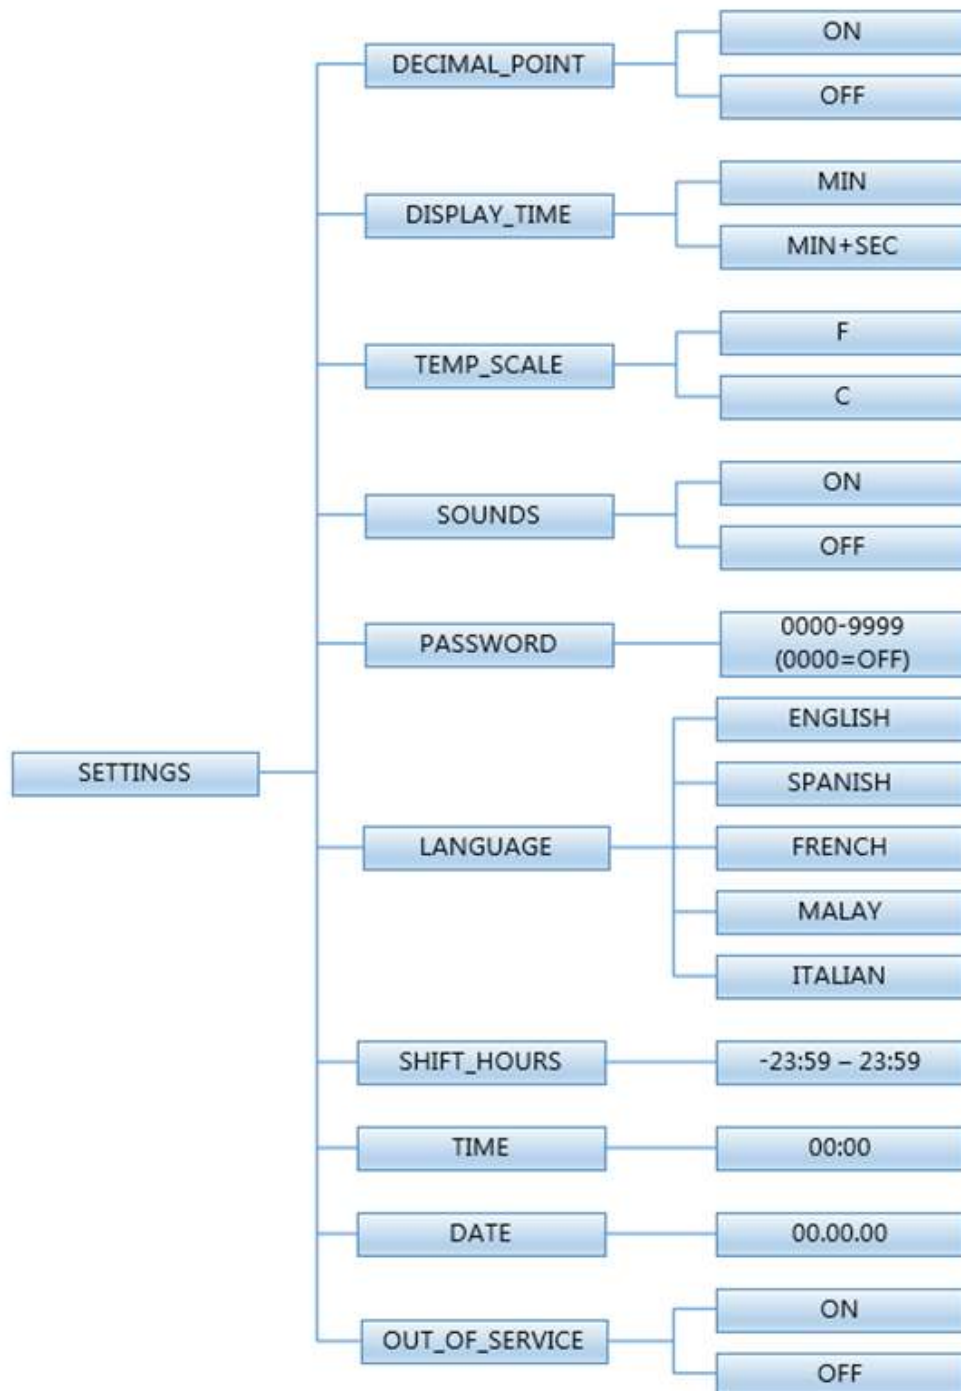 SETTINGS
DECIMAL_POINT
ON
OFF
DISPLAY_TIME
MIN
MIN+SEC
TEMP_SCALE
F
C
SOUNDS
ON
OFF
PASSWORD
0000-9999
(0000=OFF)
LANGUAGE
ENGLISH
SPANISH
FRENCH
MALAY
ITALIAN
SHIFT_HOURS
-23:59 – 23:59
TIME
00:00
DATE
00.00.00
OUT_OF_SERVICE
ON
OFF